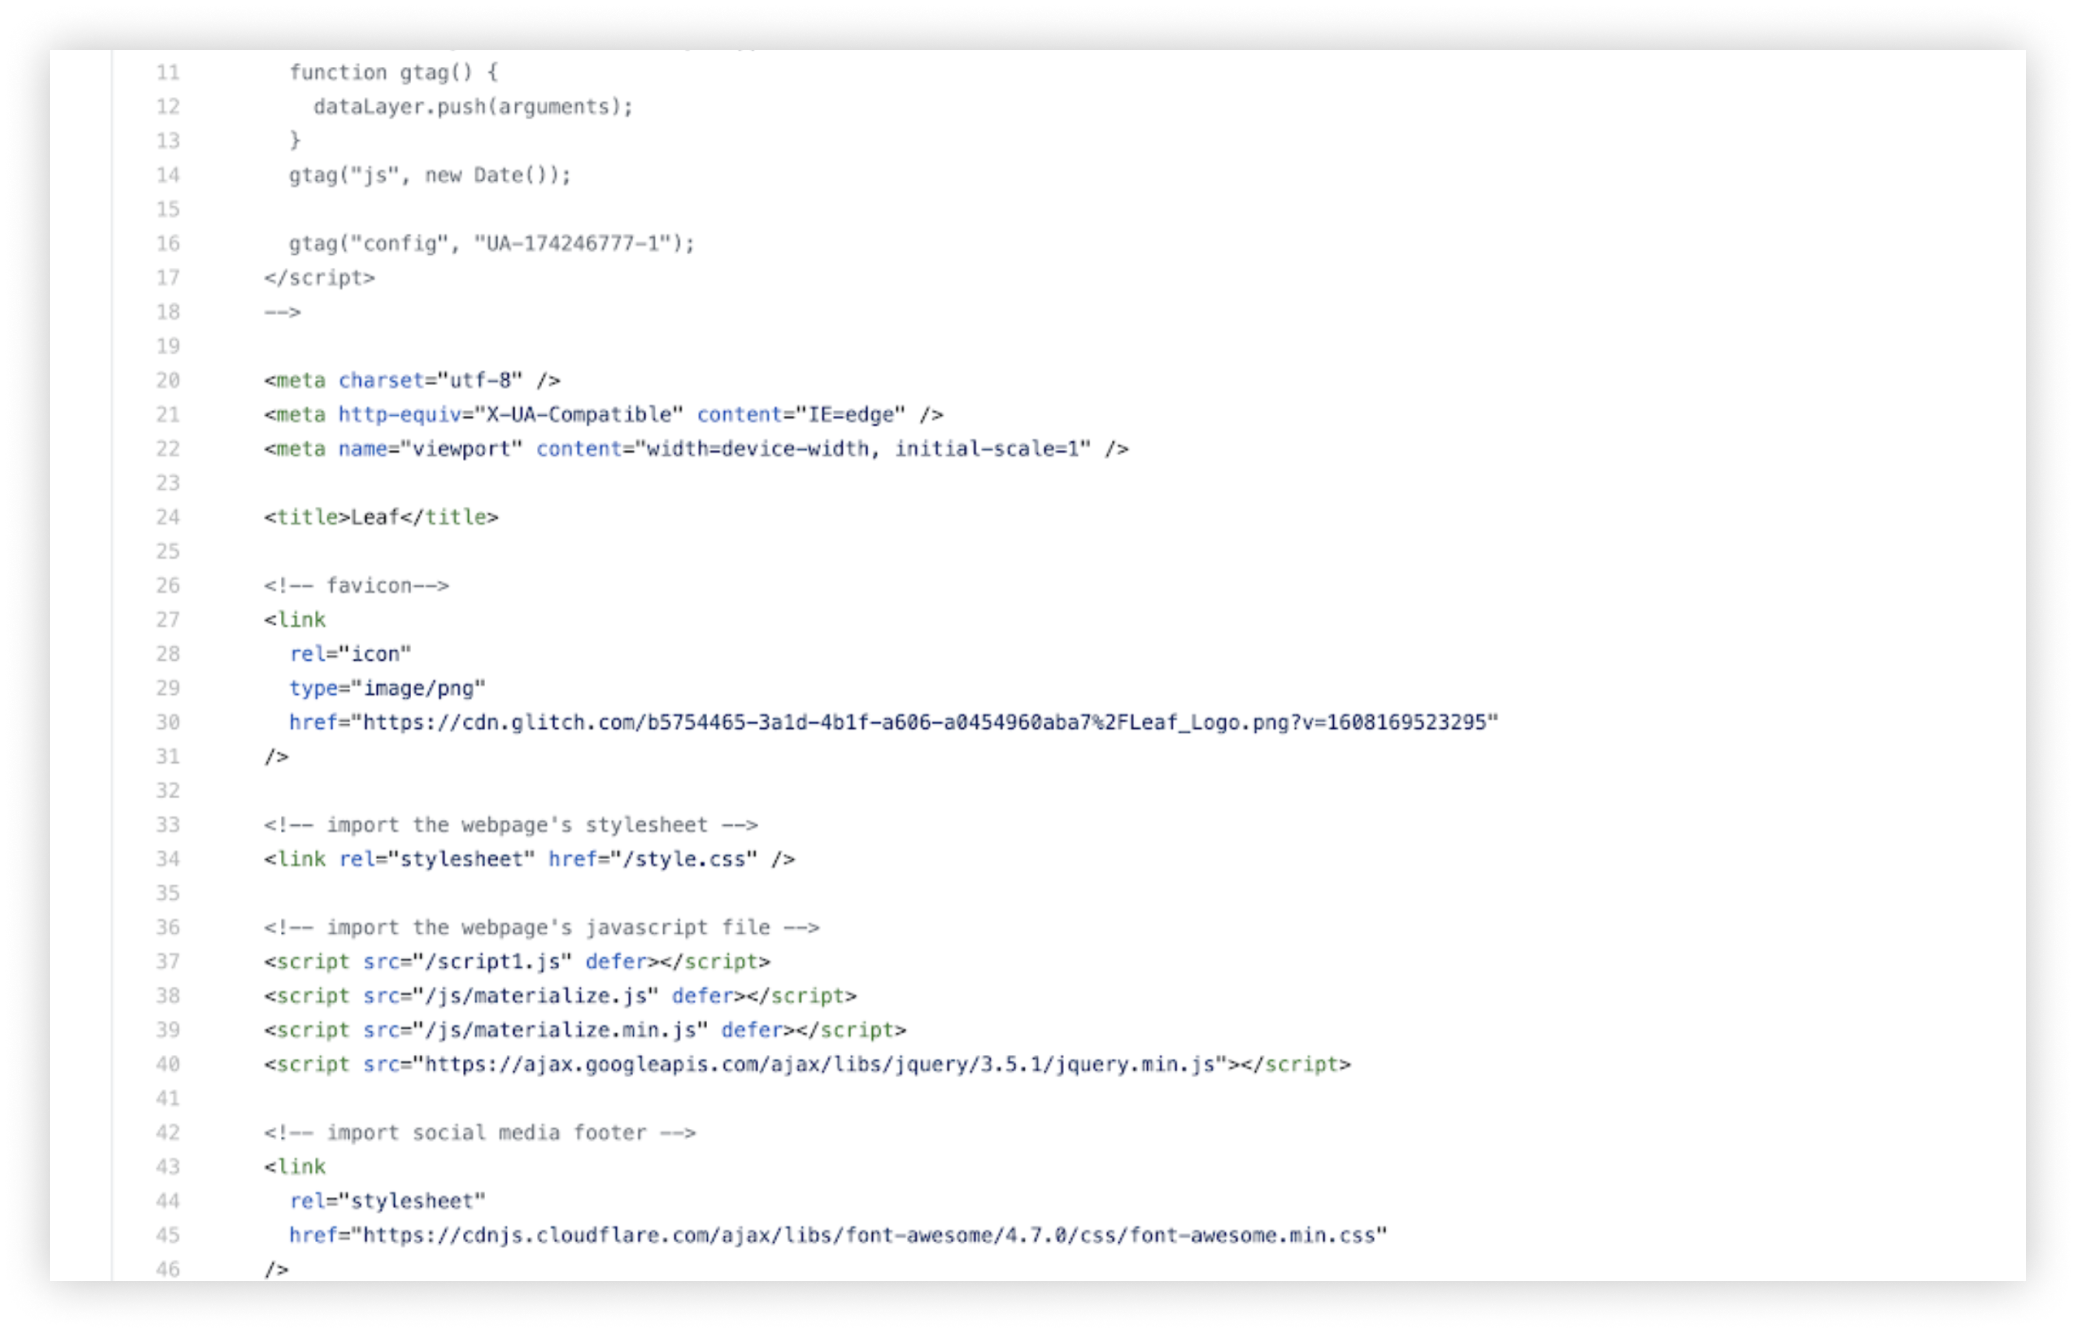 11 function gtag() {
12 dataLayer.push(arguments);
13 }
14 gtag("js", new Date());
15
16 gtag("config", "UA-174246777-1");
17 </script>
18 -->
19
20 <meta charset="utf-8" />
21 <meta http-equiv="X-UA-Compatible" content="IE=edge" />
22 <meta name="viewport" content="width=device-width, initial-scale=1" />
23
24 <title>Leaf</title>
25
26 <!-- favicon-->
27 <link
28 rel="icon"
29 type="image/png"
30 href="https://cdn.glitch.com/b5754465-3a1d-4b1f-a606-a0454960aba7%2FLeaf_Logo.png?v=1608169523295"
31 />
32
33 <!-- import the webpage's stylesheet -->
34 <link rel="stylesheet" href="/style.css" />
35
36 <!-- import the webpage's javascript file -->
37 <script src="/script1.js" defer></script>
38 <script src="/js/materialize.js" defer></script>
39 <script src="/js/materialize.min.js" defer></script>
40 <script src="https://ajax.googleapis.com/ajax/libs/jquery/3.5.1/jquery.min.js"></script>
41
42 <!-- import social media footer -->
43 <link
44 rel="stylesheet"
45 href="https://cdnjs.cloudflare.com/ajax/libs/font-awesome/4.7.0/css/font-awesome.min.css"
46 />